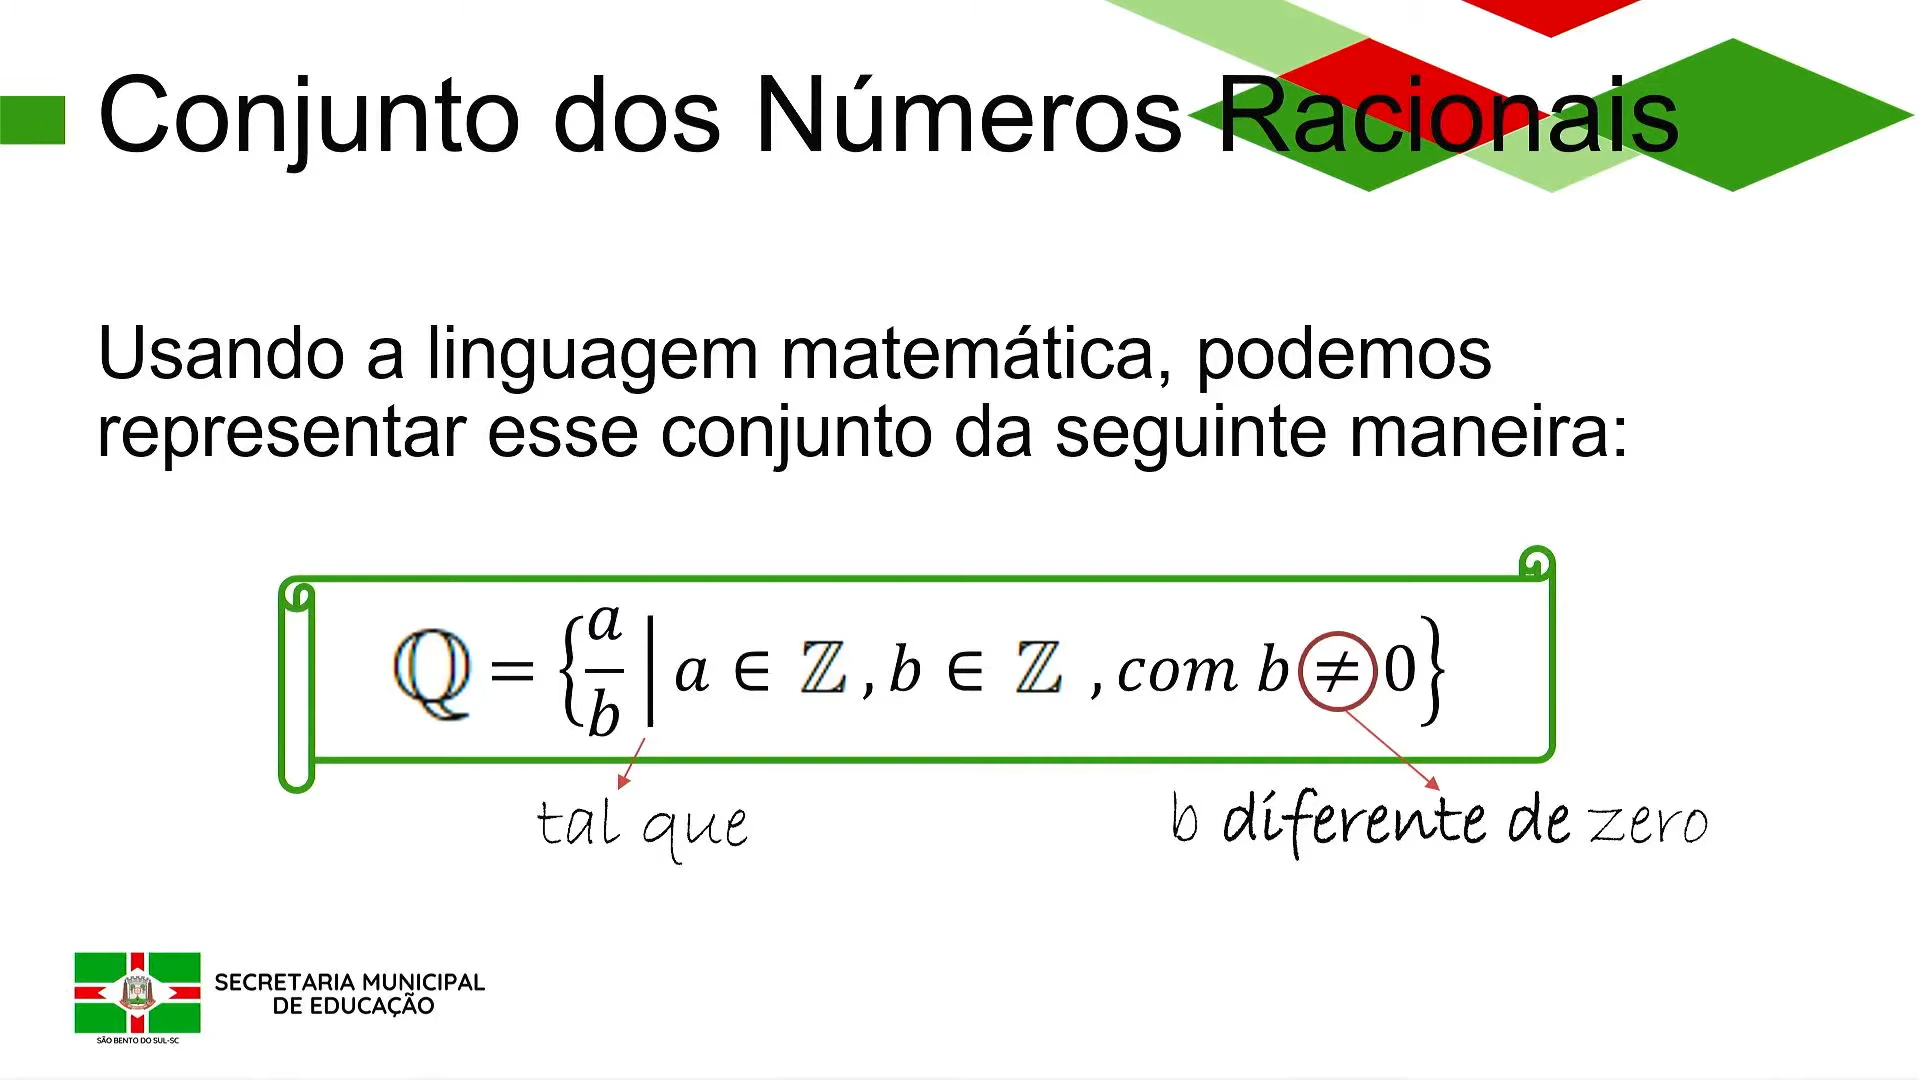 Conjunto dos Números Racionais
Usando a linguagem matemática, podemos
representar esse conjunto da seguinte maneira:
ℚ = {a/b | a ∈ ℤ, b ∈ ℤ, com b ≠ 0}
tal que
b diferente de zero
SECRETARIA MUNICIPAL
DE EDUCAÇÃO
SÃO BENTO DO SUL-SC